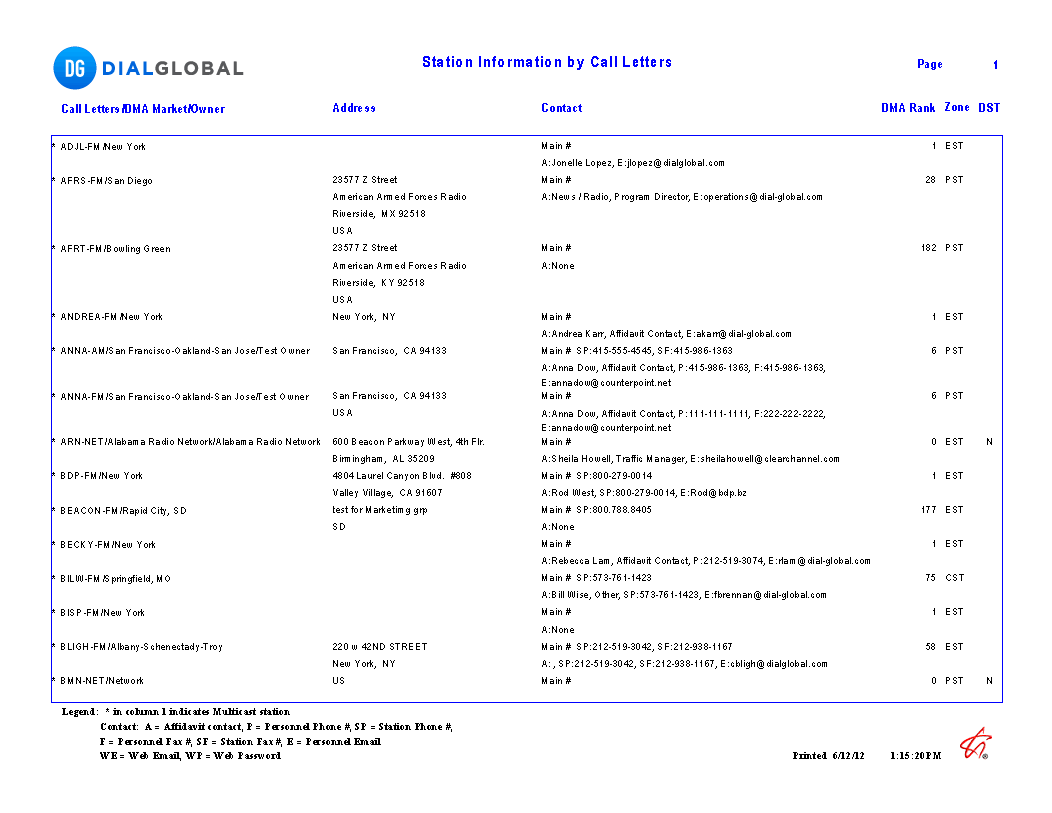 DG DIALGLOBAL
Station Information by Call Letters
Page 1
Call Letters/DMA Market/Owner Address Contact DMA Rank Zone DST
* ADJL-FM/New York Main # 1 EST
A:Jonelle Lopez, E:jlopez@dialglobal.com
* AFRS-FM/San Diego 23577 Z Street Main # 28 PST
American Armed Forces Radio A:News / Radio, Program Director, E:operations@dial-global.com
Riverside, MX 92518
USA
* AFRT-FM/Bowling Green 23577 Z Street Main # 182 PST
American Armed Forces Radio A:None
Riverside, KY 92518
USA
* ANDREA-FM/New York New York, NY Main # 1 EST
A:Andrea Karr, Affidavit Contact, E:akarr@dial-global.com
* ANNA-AM/San Francisco-Oakland-San Jose/Test Owner San Francisco, CA 94133 Main # SP:415-555-4545, SF:415-986-1363 6 PST
A:Anna Dow, Affidavit Contact, P:415-986-1363, F:415-986-1363,
E:annadow@counterpoint.net
* ANNA-FM/San Francisco-Oakland-San Jose/Test Owner San Francisco, CA 94133 Main # 6 PST
USA A:Anna Dow, Affidavit Contact, P:111-111-1111, F:222-222-2222,
E:annadow@counterpoint.net
* ARN-NET/Alabama Radio Network/Alabama Radio Network 600 Beacon Parkway West, 4th Flr. Main # 0 EST N
Birmingham, AL 35209 A:Sheila Howell, Traffic Manager, E:sheilahowell@clearchannel.com
* BDP-FM/New York 4804 Laurel Canyon Blvd. #808 Main # SP:800-279-0014 1 EST
Valley Village, CA 91607 A:Rod West, SP:800-279-0014, E:Rod@bdp.bz
* BEACON-FM/Rapid City, SD test for Marketimg grp Main # SP:800.788.8405 177 EST
SD A:None
* BECKY-FM/New York Main # 1 EST
A:Rebecca Lam, Affidavit Contact, P:212-519-3074, E:rlam@dial-global.com
* BILW-FM/Springfield, MO Main # SP:573-761-1423 75 CST
A:Bill Wise, Other, SP:573-761-1423, E:fbrennan@dial-global.com
* BISP-FM/New York Main # 1 EST
A:None
* BLIGH-FM/Albany-Schenectady-Troy 220 w 42ND STREET Main # SP:212-519-3042, SF:212-938-1167 58 EST
New York, NY A: , SP:212-519-3042, SF:212-938-1167, E:cbligh@dialglobal.com
* BMN-NET/Network US Main # 0 PST N
Legend: * in column 1 indicates Multicast station
Contact: A = Affidavit contact, P = Personnel Phone #, SP = Station Phone #,
F = Personnel Fax #, SF = Station Fax #, E = Personnel Email
WE = Web Email, WP = Web Password
Printed 6/12/12 1:15:20PM
®